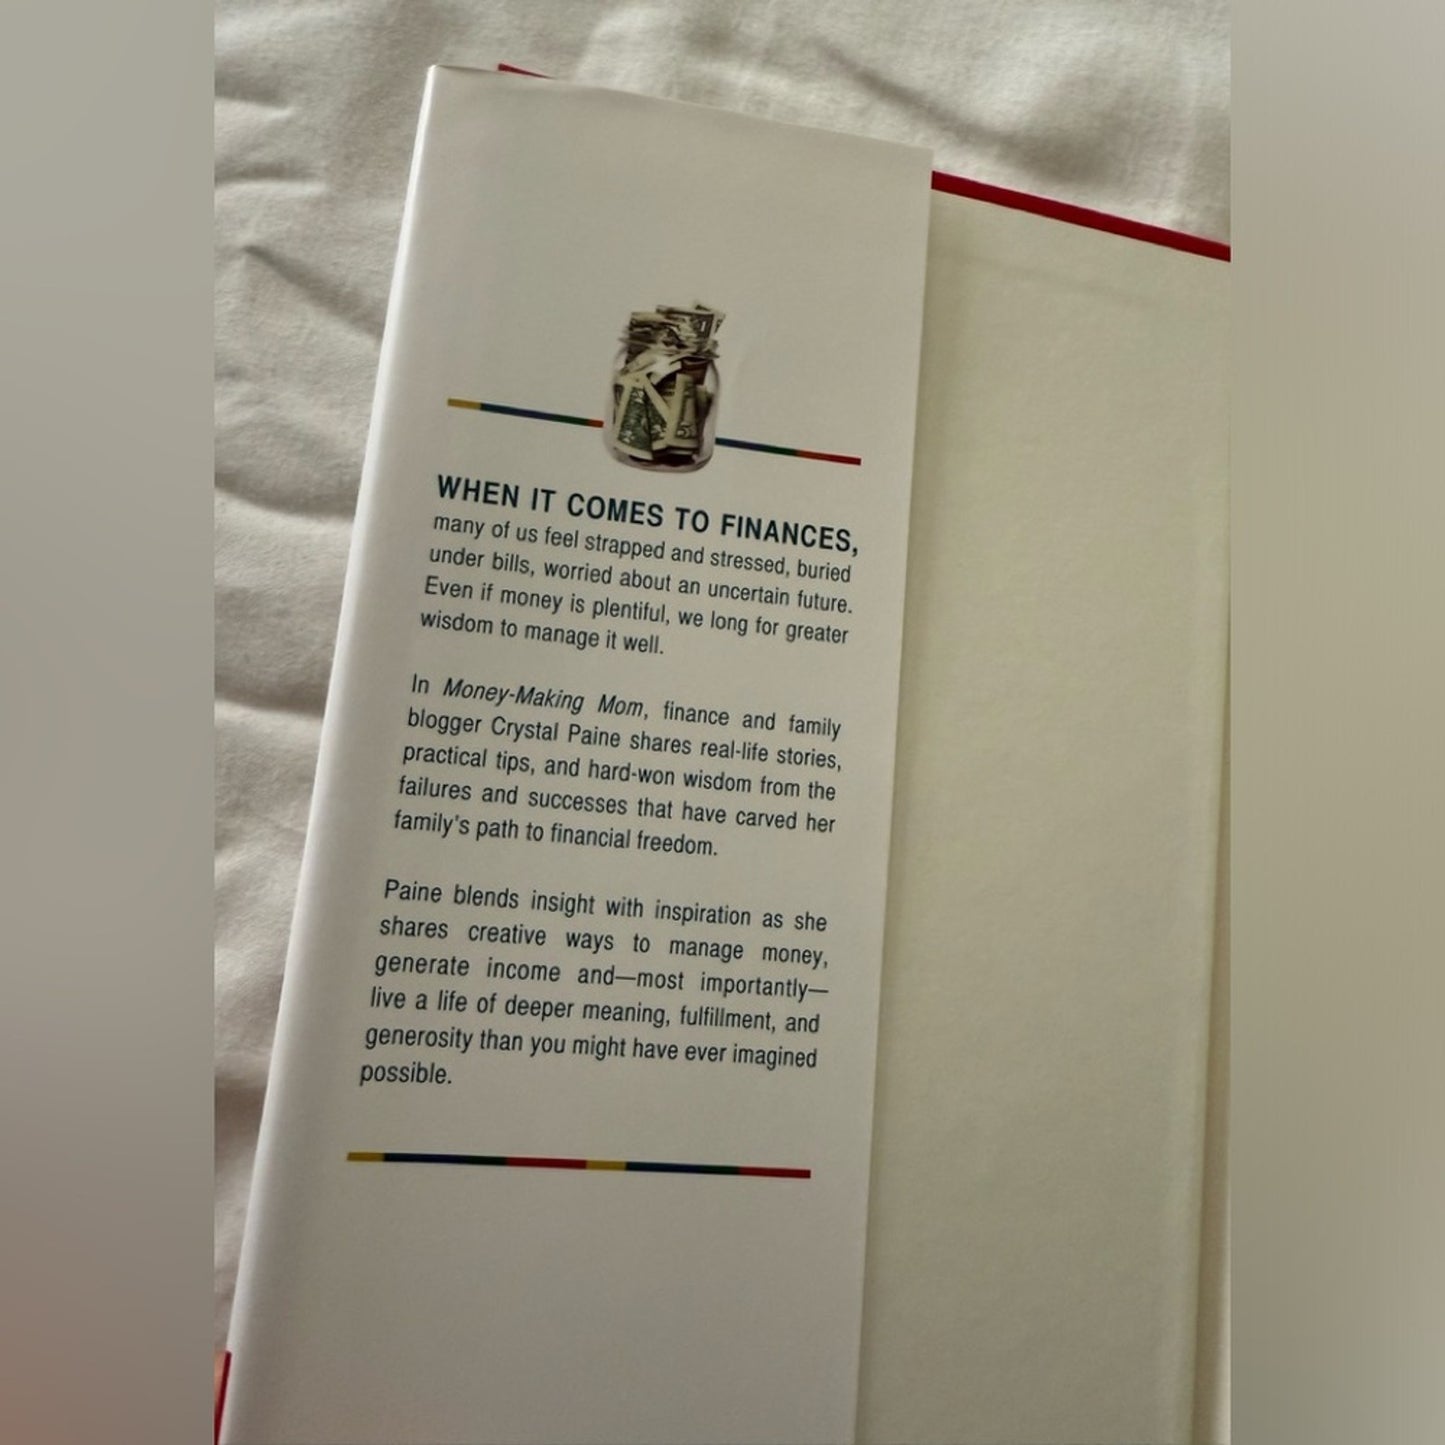 WHEN IT COMES TO FINANCES,
many of us feel strapped and stressed, buried
under bills, worried about an uncertain future.
Even if money is plentiful, we long for greater
wisdom to manage it well.
In Money-Making Mom, finance and family
blogger Crystal Paine shares real-life stories,
practical tips, and hard-won wisdom from the
failures and successes that have carved her
family's path to financial freedom.
Paine blends insight with inspiration as she
shares creative ways to manage money,
generate income and—most importantly—
live a life of deeper meaning, fulfillment, and
generosity than you might have ever imagined
possible.